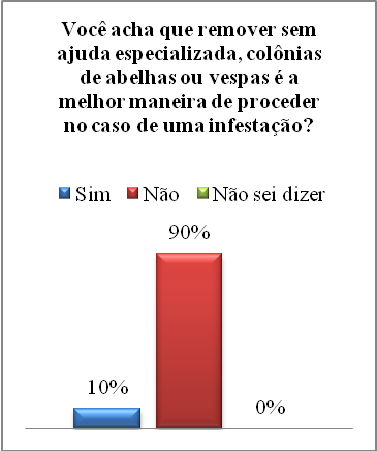 Você acha que remover sem
ajuda especializada, colônias
de abelhas ou vespas é a
melhor maneira de proceder
no caso de uma infestação?
Sim Não Não sei dizer
90%
10%
0%